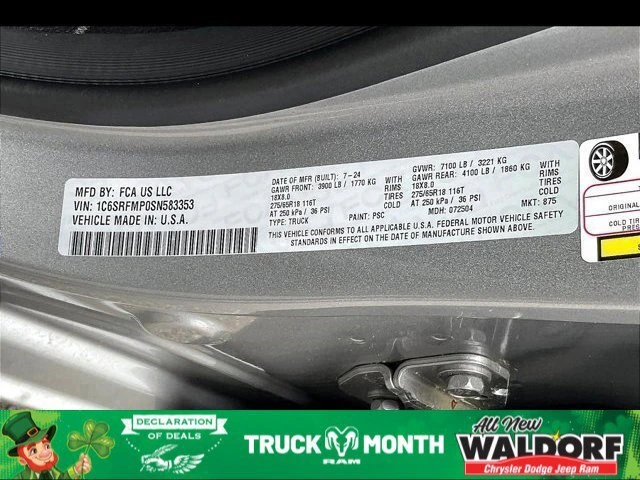 MFD BY: FCA US LLC
VIN: 1C6SRFMP0SN583353
VEHICLE MADE IN: U.S.A.
DATE OF MFR (BUILT): 7-24
GAWR FRONT: 3900 LB / 1770 KG
18X8.0 RIMS
275/65R18 116T TIRES
AT 250 kPa / 36 PSI COLD
TYPE: TRUCK PAINT: PSC
GVWR: 7100 LB / 3221 KG
GAWR REAR: 4100 LB / 1860 KG
18X8.0 RIMS
275/65R18 116T TIRES
AT 250 kPa / 36 PSI COLD
MDH: 072504 MKT: 875
THIS VEHICLE CONFORMS TO ALL APPLICABLE U.S.A. FEDERAL MOTOR VEHICLE SAFETY
STANDARDS IN EFFECT ON THE DATE OF MANUFACTURE SHOWN ABOVE.
ORIGINAL
COLD TIR
PRES
DECLARATION
OF DEALS
TRUCK MONTH
RAM
All New
WALDORF
Chrysler Dodge Jeep Ram